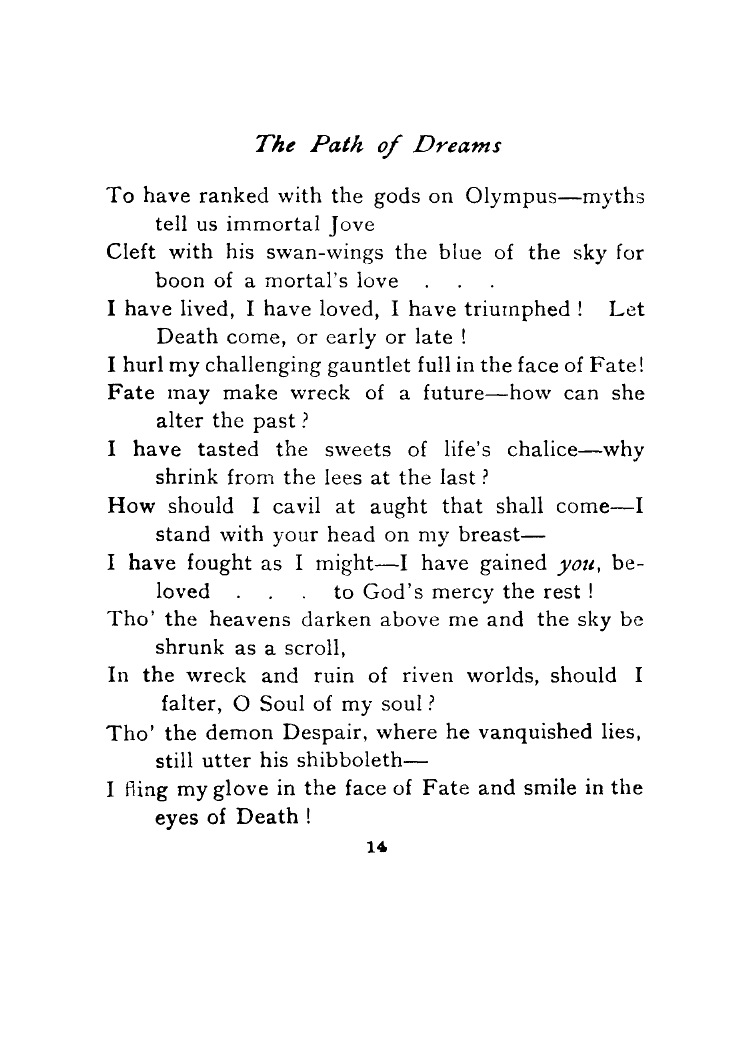 The Path of Dreams
To have ranked with the gods on Olympus—myths
tell us immortal Jove
Cleft with his swan-wings the blue of the sky for
boon of a mortal's love . . .
I have lived, I have loved, I have triumphed! Let
Death come, or early or late!
I hurl my challenging gauntlet full in the face of Fate!
Fate may make wreck of a future—how can she
alter the past?
I have tasted the sweets of life's chalice—why
shrink from the lees at the last?
How should I cavil at aught that shall come—I
stand with your head on my breast—
I have fought as I might—I have gained you, be-
loved . . . to God's mercy the rest!
Tho' the heavens darken above me and the sky be
shrunk as a scroll,
In the wreck and ruin of riven worlds, should I
falter, O Soul of my soul?
Tho' the demon Despair, where he vanquished lies,
still utter his shibboleth—
I fling my glove in the face of Fate and smile in the
eyes of Death!
14